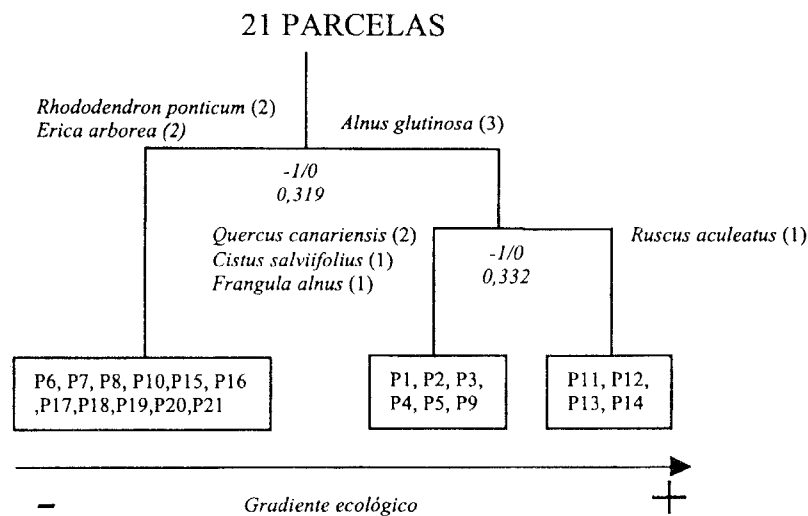 21 PARCELAS
Rhododendron ponticum (2)
Erica arborea (2)
Alnus glutinosa (3)
-1/0
0,319
Quercus canariensis (2)
Cistus salviifolius (1)
Frangula alnus (1)
-1/0
0,332
Ruscus aculeatus (1)
P6, P7, P8, P10,P15, P16
,P17,P18,P19,P20,P21
P1, P2, P3,
P4, P5, P9
P11, P12,
P13, P14
- Gradiente ecológico +